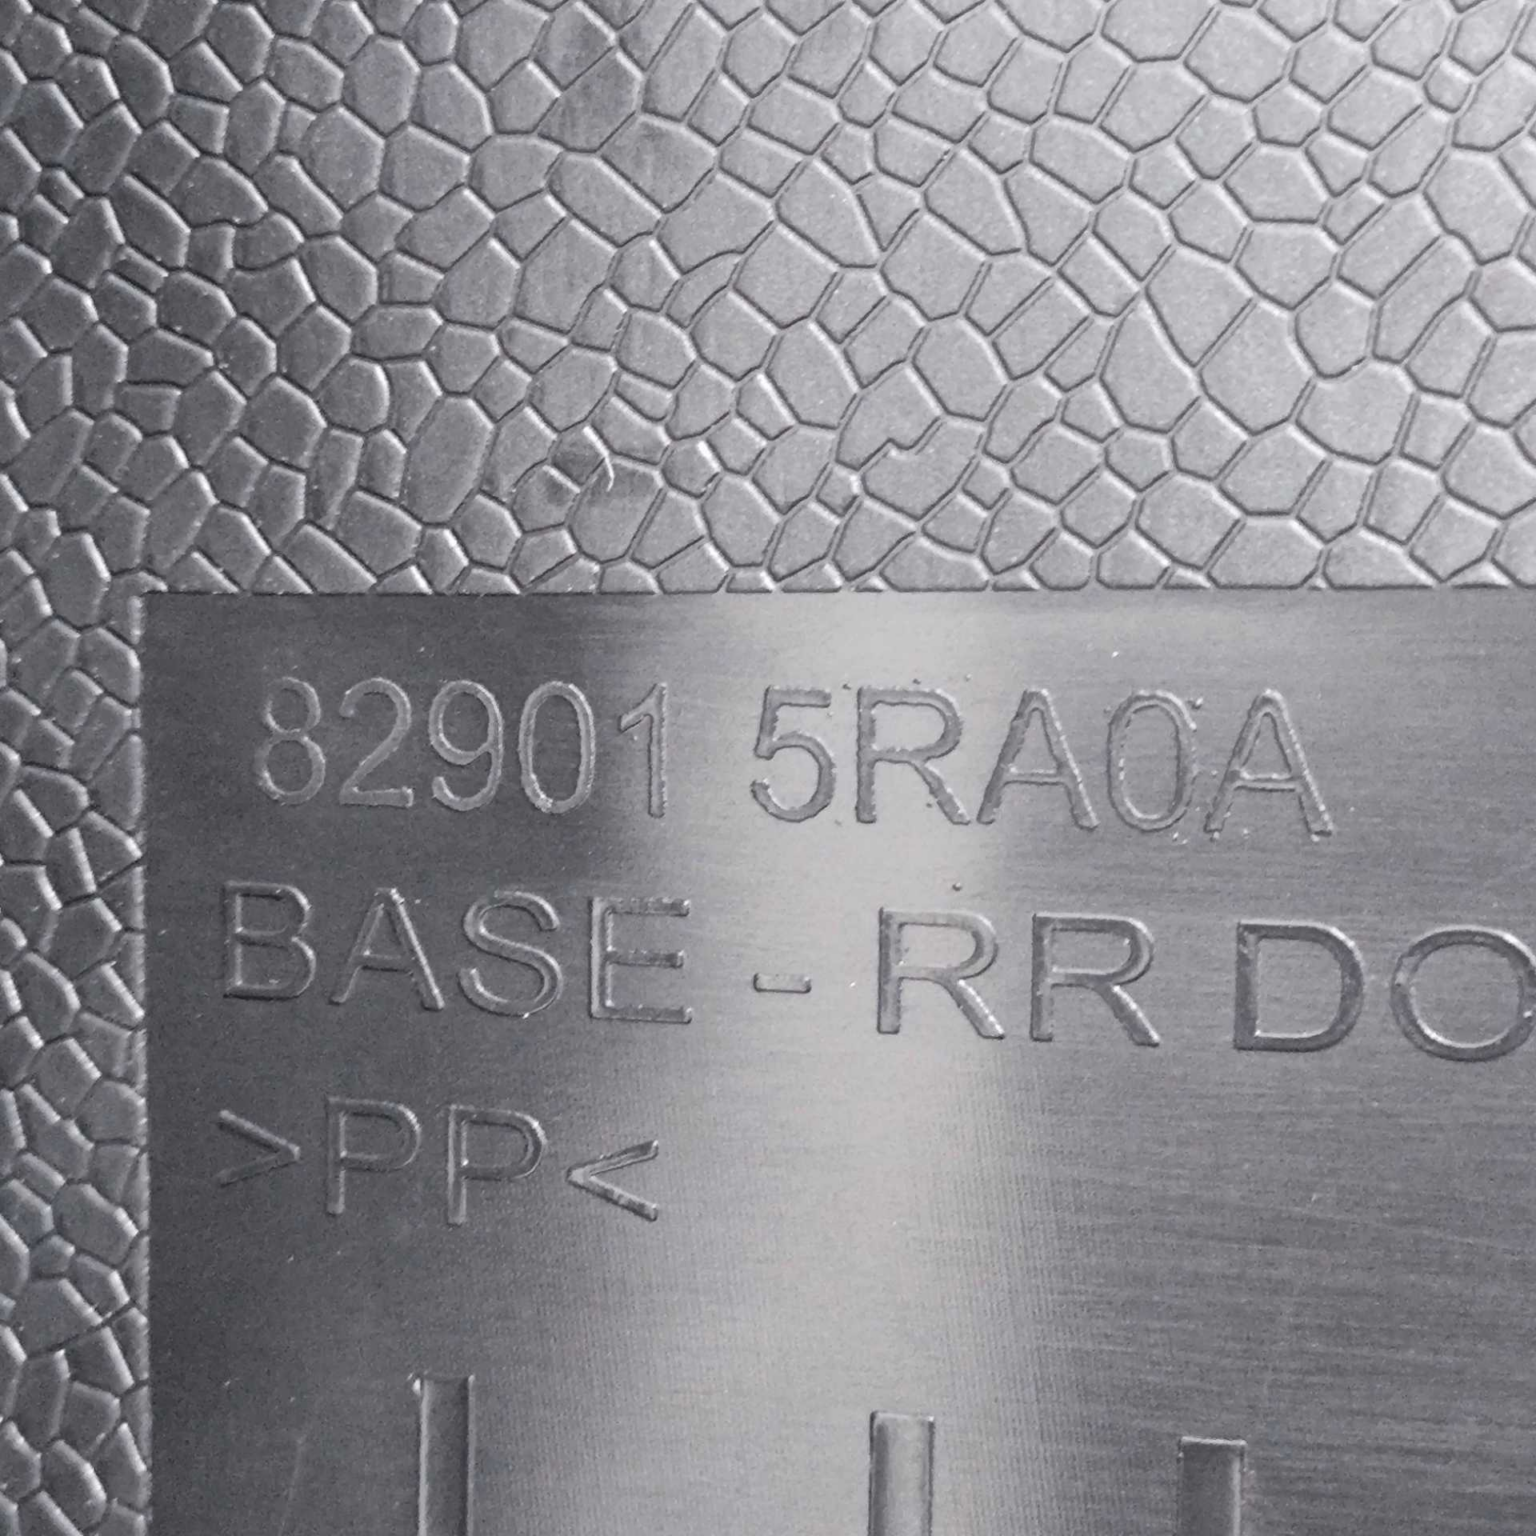 82901 5RA0A
BASE - RR DO
>PP<